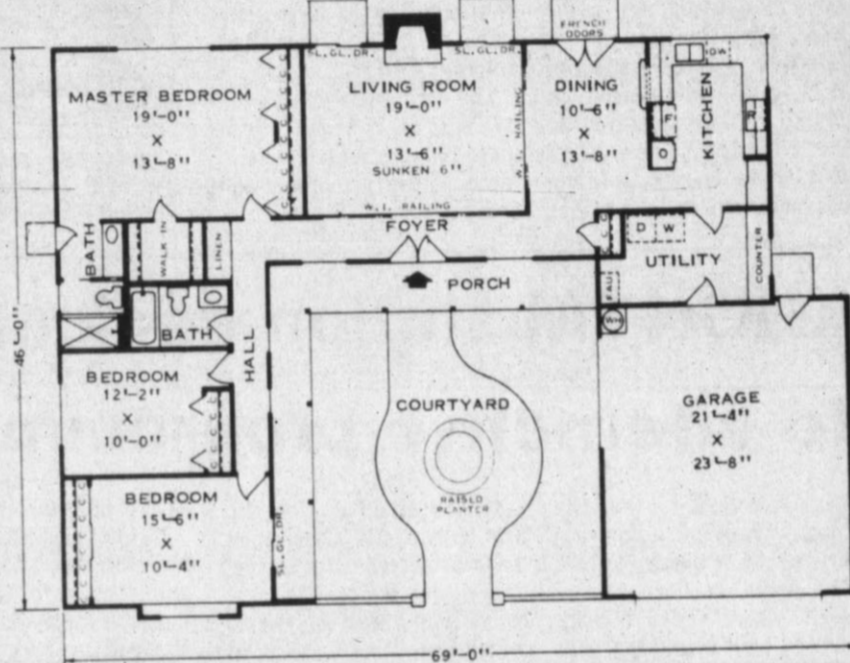 FRENCH
DOORS
SL. GL. DR.
SL. GL. DR.
DW
MASTER BEDROOM
19'-0"
X
13'-8"
LIVING ROOM
19'-0"
X
13'-6"
SUNKEN 6"
W.I. RAILING
W.I. RAILING
DINING
10'-6"
X
13'-8"
KITCHEN
F
O
R
BATH
WALK IN
LINEN
FOYER
C
D
W
UTILITY
COUNTER
FAU
PORCH
WH
BATH
HALL
46'-0"
BEDROOM
12'-2"
X
10'-0"
COURTYARD
RAISED
PLANTER
GARAGE
21'-4"
X
23'-8"
BEDROOM
15'-6"
X
10'-4"
SL. GL. DR.
69'-0"